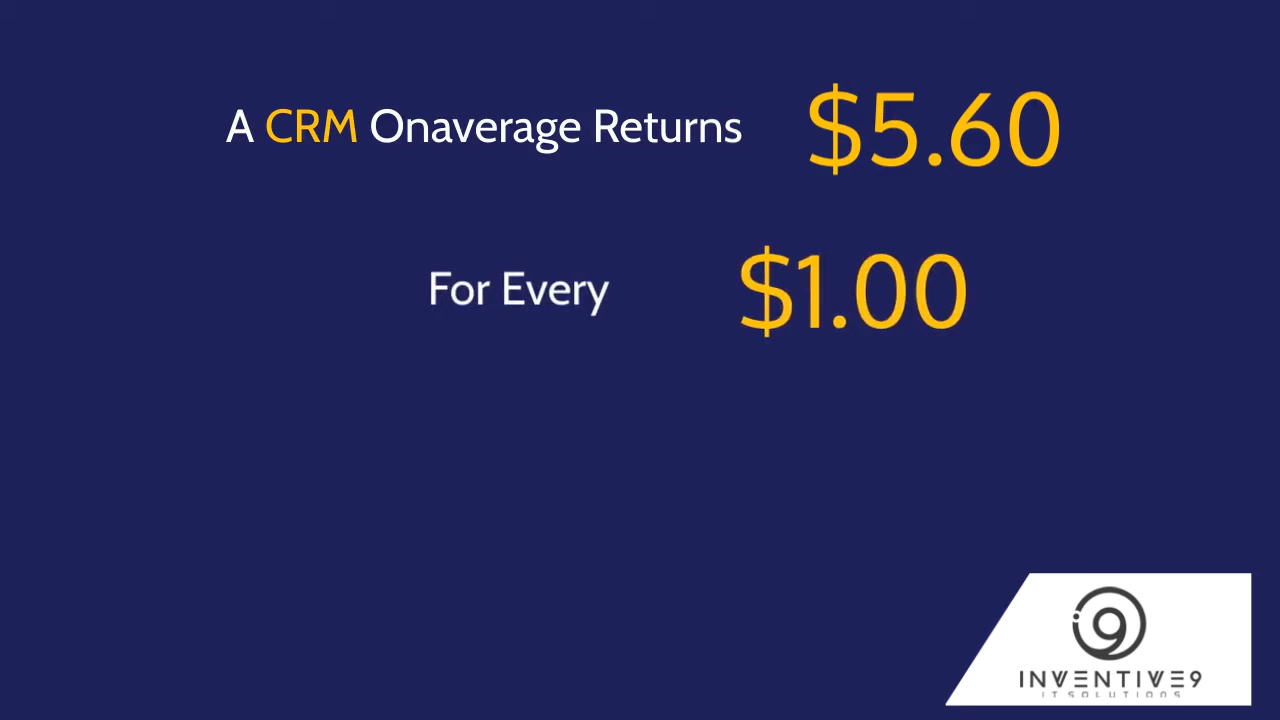 A CRM Onaverage Returns $5.60
For Every $1.00
INVENTIVE9
IT SOLUTIONS